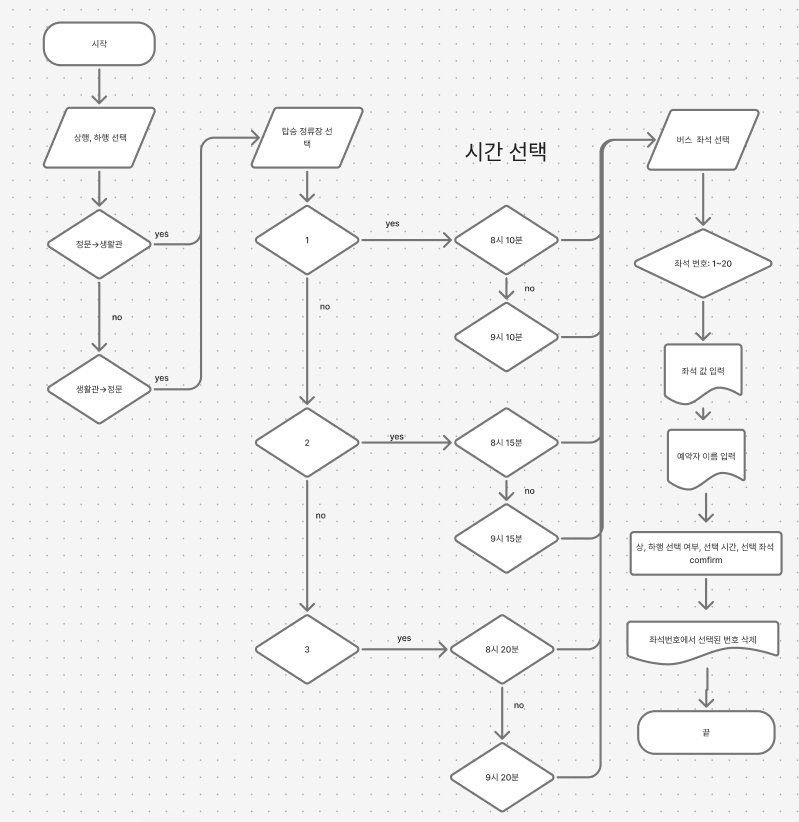 시작
상행, 하행 선택
정문→생활관
yes
no
생활관→정문
yes
탑승 정류장 선
택
1
yes
no
2
yes
no
3
yes
시간 선택
8시 10분
no
9시 10분
8시 15분
no
9시 15분
8시 20분
no
9시 20분
버스 좌석 선택
좌석 번호: 1~20
좌석 값 입력
예약자 이름 입력
상, 하행 선택 여부, 선택 시간, 선택 좌석
comfirm
좌석번호에서 선택된 번호 삭제
끝